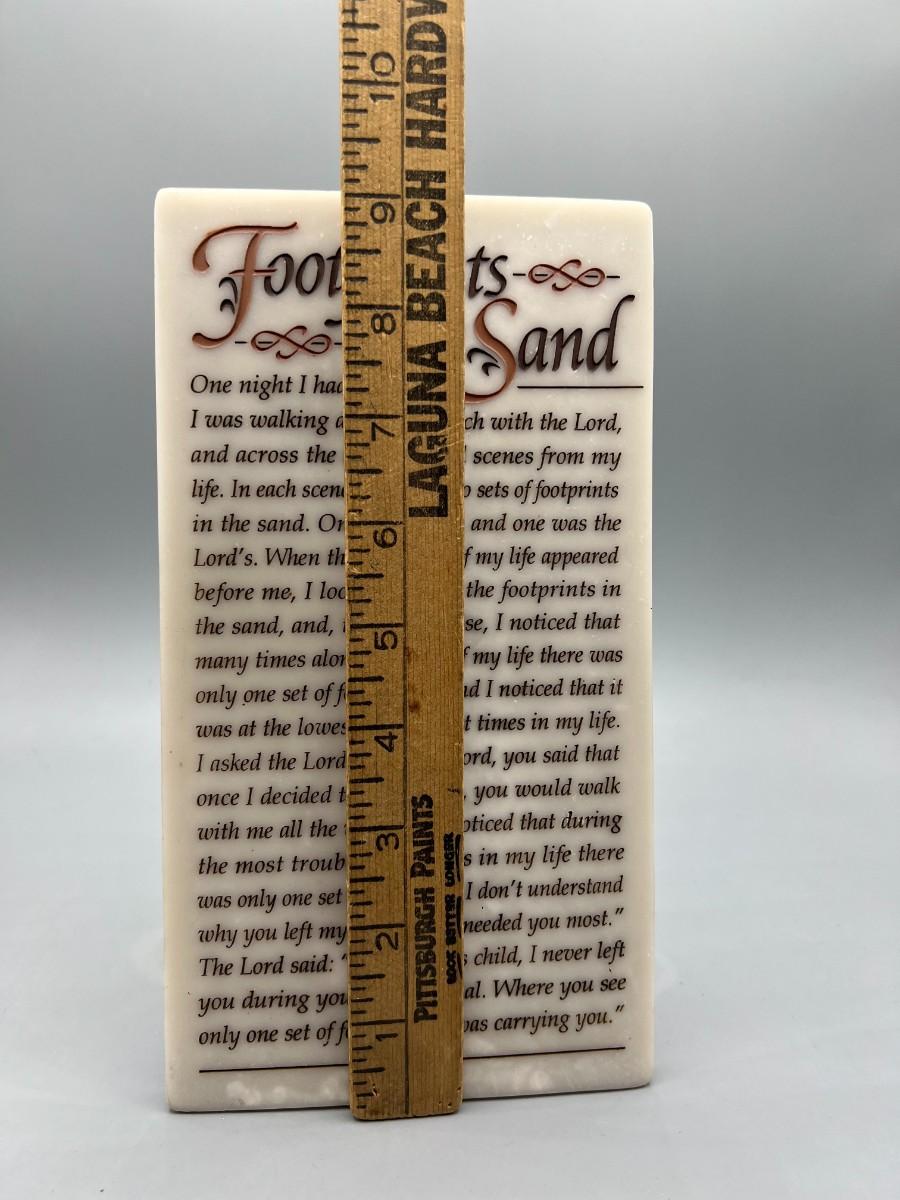 Foot ts
Sand
One night I had
I was walking a ch with the Lord,
and across the scenes from my
life. In each scen o sets of footprints
in the sand. On and one was the
Lord's. When th f my life appeared
before me, I loo the footprints in
the sand, and, se, I noticed that
many times alon f my life there was
only one set of f nd I noticed that it
was at the lowes t times in my life.
I asked the Lord ord, you said that
once I decided t , you would walk
with me all the oticed that during
the most troub s in my life there
was only one set I don't understand
why you left my needed you most."
The Lord said: " s child, I never left
you during you al. Where you see
only one set of f was carrying you."
LAGUNA BEACH HARDW
PITTSBURGH PAINTS
LOOK BETTER LONGER
10
9
8
7
6
5
4
3
2
1